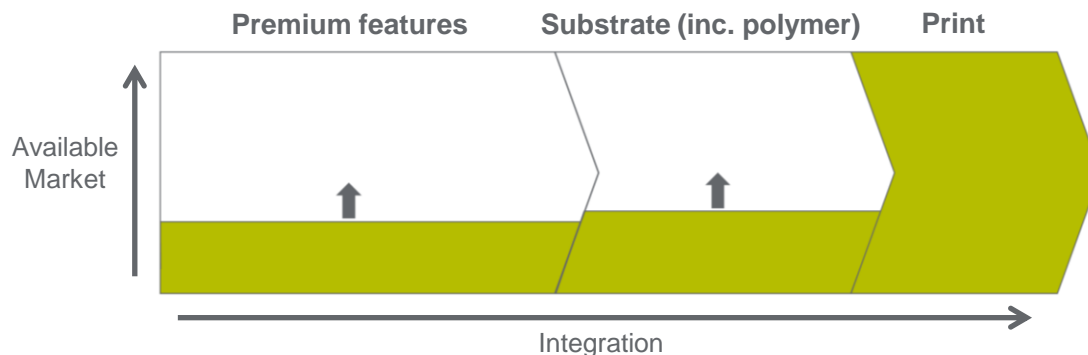 Premium features
Substrate (inc. polymer)
Print
Available
Market
Integration